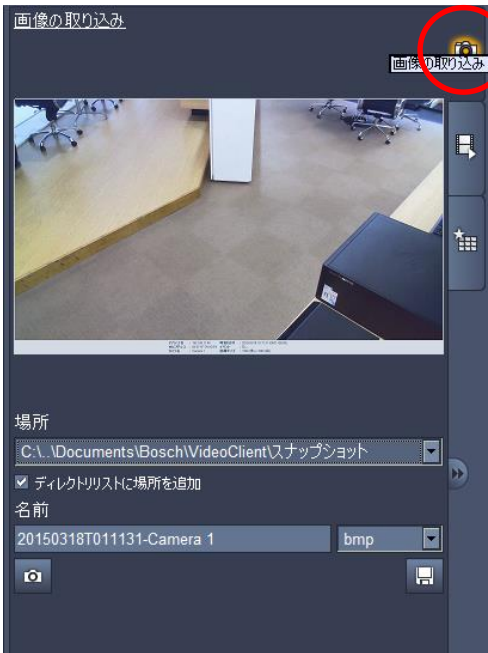 画像の取り込み
画像の取り込み
場所
C:\..\Documents\Bosch\VideoClient\スナップショット
ディレクトリリストに場所を追加
名前
20150318T011131-Camera 1
bmp